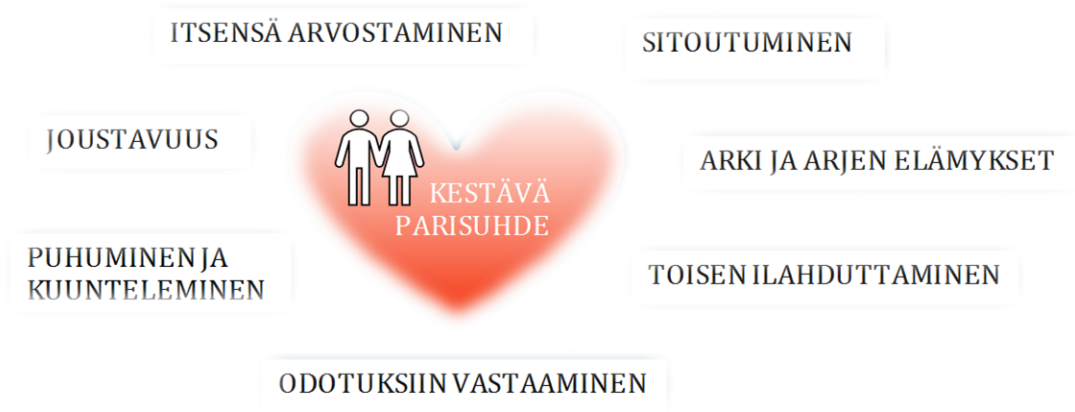 ITSENSÄ ARVOSTAMINEN
SITOUTUMINEN
JOUSTAVUUS
ARKI JA ARJEN ELÄMYKSET
KESTÄVÄ
PARISUHDE
PUHUMINEN JA
KUUNTELEMINEN
TOISEN ILAHDUTTAMINEN
ODOTUKSIIN VASTAAMINEN